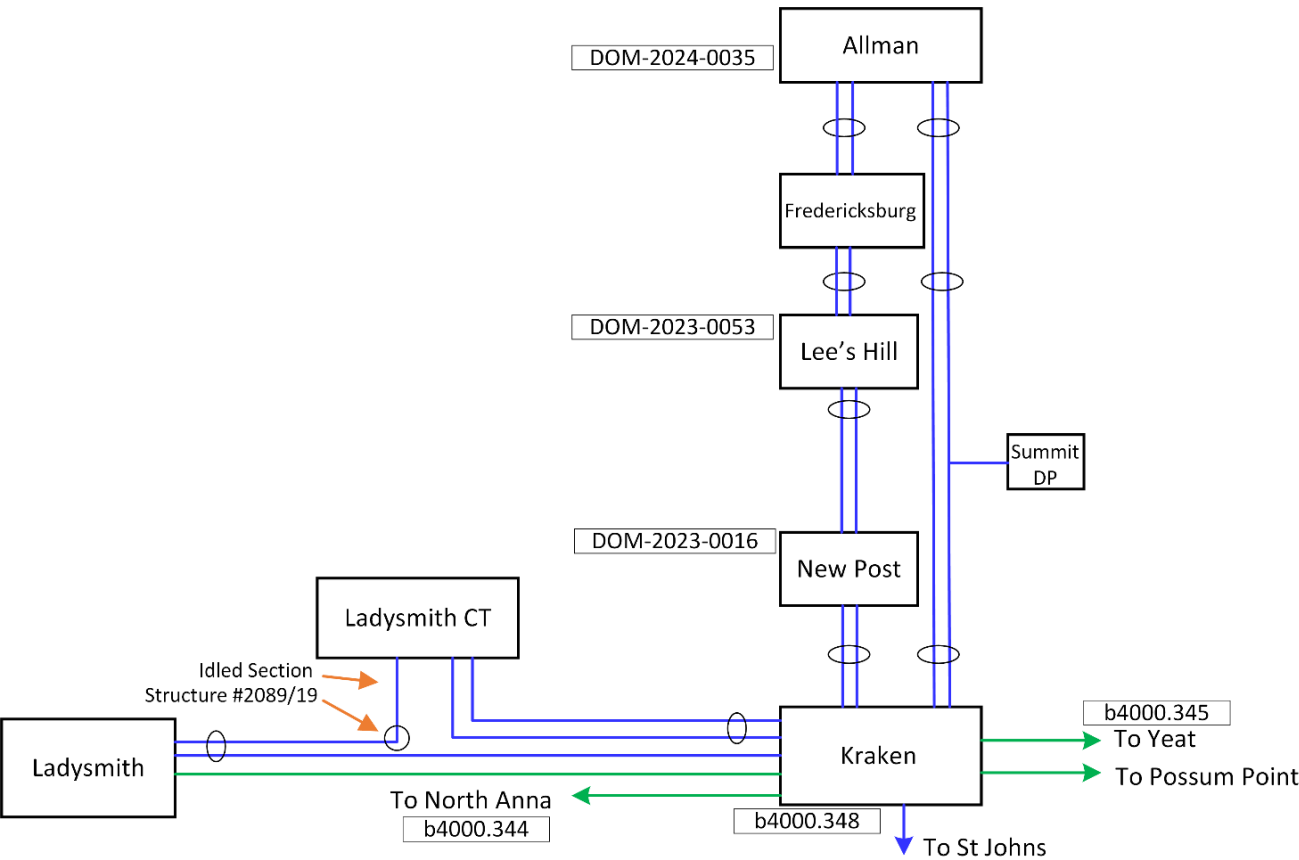 Allman
DOM-2024-0035
Fredericksburg
DOM-2023-0053
Lee's Hill
Summit
DP
DOM-2023-0016
New Post
Ladysmith CT
Idled Section
Structure #2089/19
b4000.345
To Yeat
Ladysmith
Kraken
To Possum Point
To North Anna
b4000.344
b4000.348
To St Johns